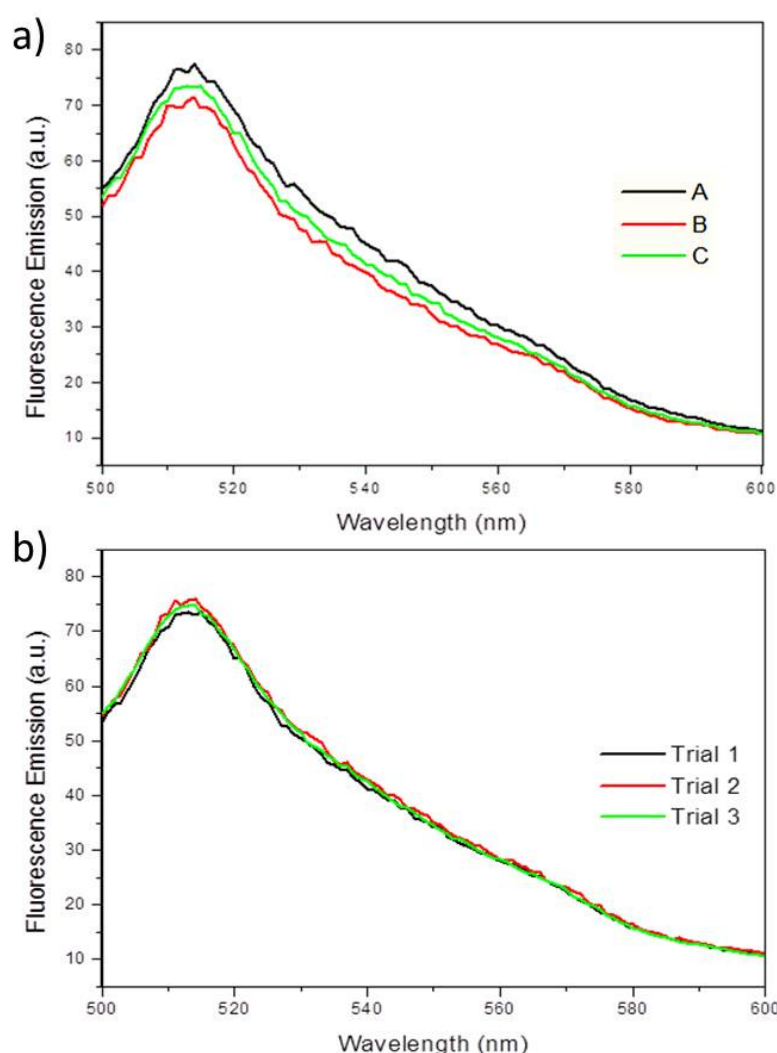 a)
Fluorescence Emission (a.u.)
80
70
60
50
40
30
20
10
A
B
C
500 520 540 560 580 600
Wavelength (nm)
b)
Fluorescence Emission (a.u.)
80
70
60
50
40
30
20
10
Trial 1
Trial 2
Trial 3
500 520 540 560 580 600
Wavelength (nm)